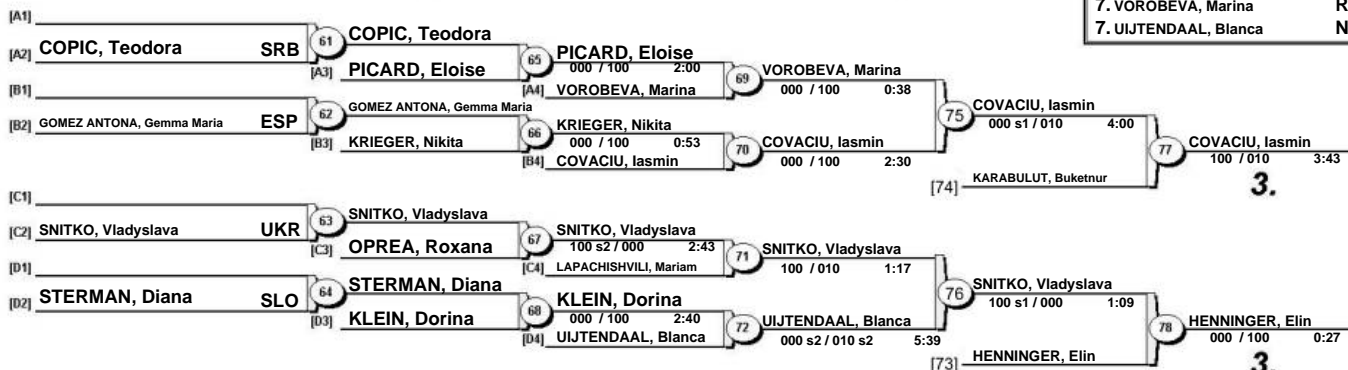 7. VOROBEVA, Marina R
7. UIJTENDAAL, Blanca N
[A1]
[A2] COPIC, Teodora SRB
61
COPIC, Teodora
[A3] PICARD, Eloise
65
PICARD, Eloise
000 / 100 2:00
[A4] VOROBEVA, Marina
69
VOROBEVA, Marina
000 / 100 0:38
[B1]
[B2] GOMEZ ANTONA, Gemma Maria ESP
62
GOMEZ ANTONA, Gemma Maria
[B3] KRIEGER, Nikita
66
KRIEGER, Nikita
000 / 100 0:53
[B4] COVACIU, Iasmin
70
COVACIU, Iasmin
000 / 100 2:30
75
COVACIU, Iasmin
000 s1 / 010 4:00
[74] KARABULUT, Buketnur
77
COVACIU, Iasmin
100 / 010 3:43
3.
[C1]
[C2] SNITKO, Vladyslava UKR
63
SNITKO, Vladyslava
[C3] OPREA, Roxana
67
SNITKO, Vladyslava
100 s2 / 000 2:43
[C4] LAPACHISHVILI, Mariam
71
SNITKO, Vladyslava
100 / 010 1:17
[D1]
[D2] STERMAN, Diana SLO
64
STERMAN, Diana
[D3] KLEIN, Dorina
68
KLEIN, Dorina
000 / 100 2:40
[D4] UIJTENDAAL, Blanca
72
UIJTENDAAL, Blanca
000 s2 / 010 s2 5:39
76
SNITKO, Vladyslava
100 s1 / 000 1:09
[73] HENNINGER, Elin
78
HENNINGER, Elin
000 / 100 0:27
3.